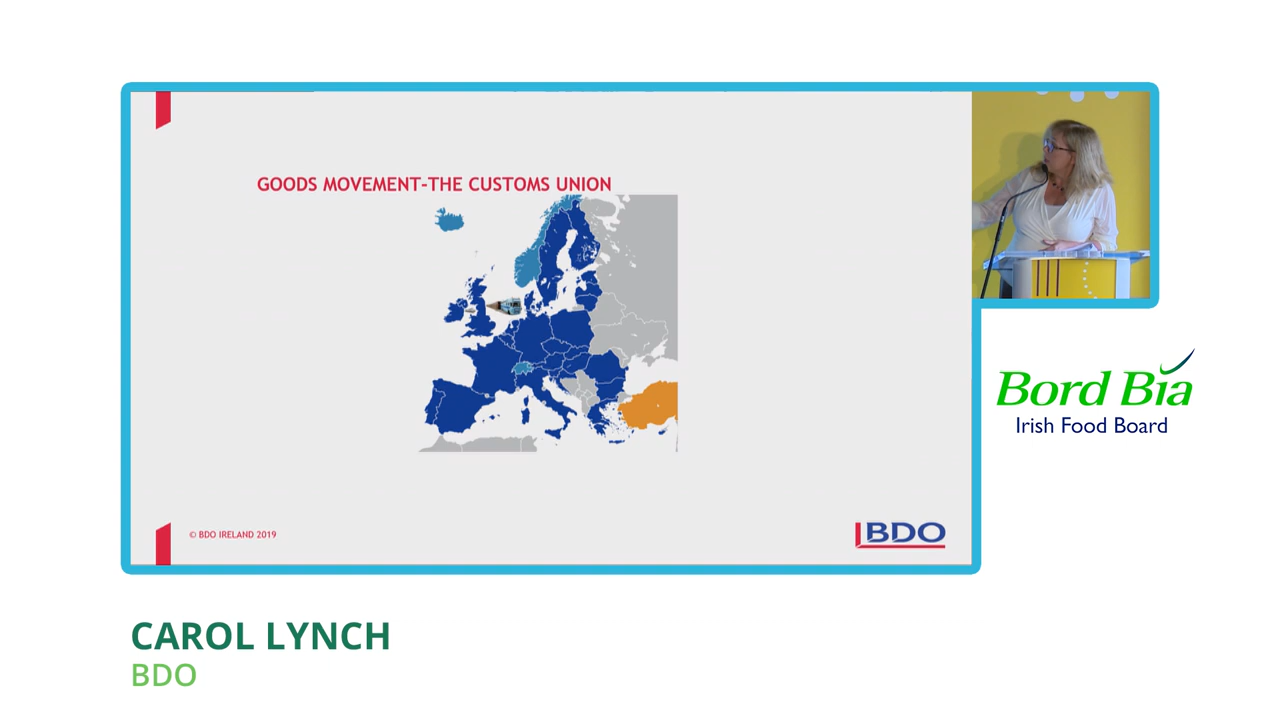 GOODS MOVEMENT-THE CUSTOMS UNION
© BDO IRELAND 2019
BDO
Bord Bia
Irish Food Board
CAROL LYNCH
BDO